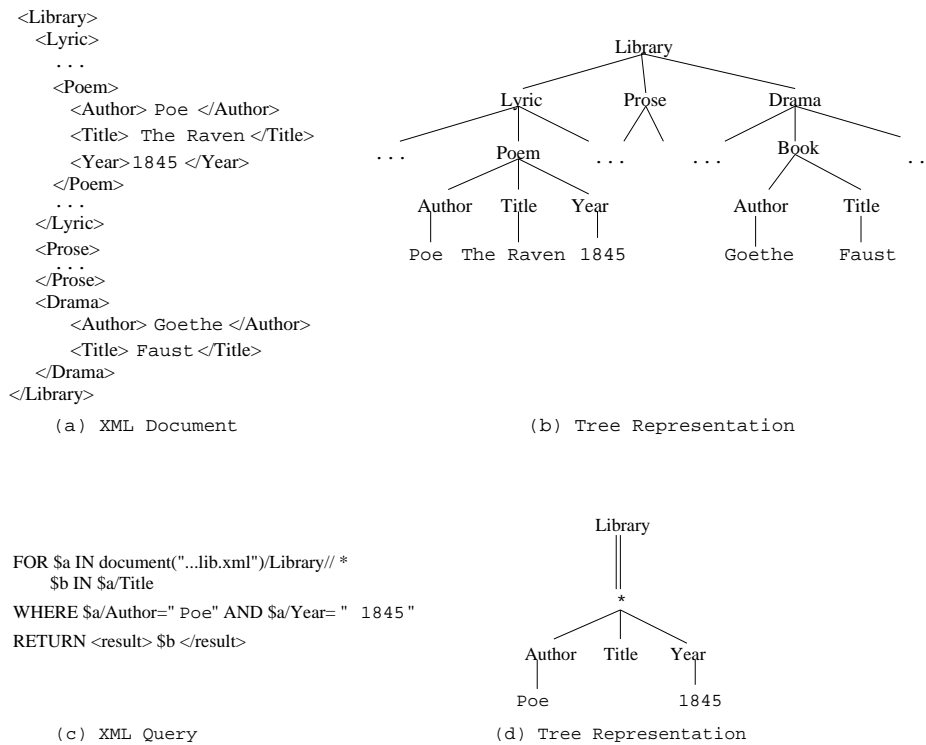 <Library>
<Lyric>
. . .
<Poem>
<Author> Poe </Author>
<Title> The Raven </Title>
<Year>1845 </Year>
</Poem>
. . .
</Lyric>
<Prose>
. . .
</Prose>
<Drama>
<Author> Goethe </Author>
<Title> Faust </Title>
</Drama>
</Library>
(a) XML Document
Library
Lyric Prose Drama
. . . Poem . . . . . . Book . .
Author Title Year Author Title
Poe The Raven 1845 Goethe Faust
(b) Tree Representation
FOR $a IN document("...lib.xml")/Library// *
$b IN $a/Title
WHERE $a/Author=" Poe" AND $a/Year= " 1845"
RETURN <result> $b </result>
(c) XML Query
Library
*
Author Title Year
Poe 1845
(d) Tree Representation